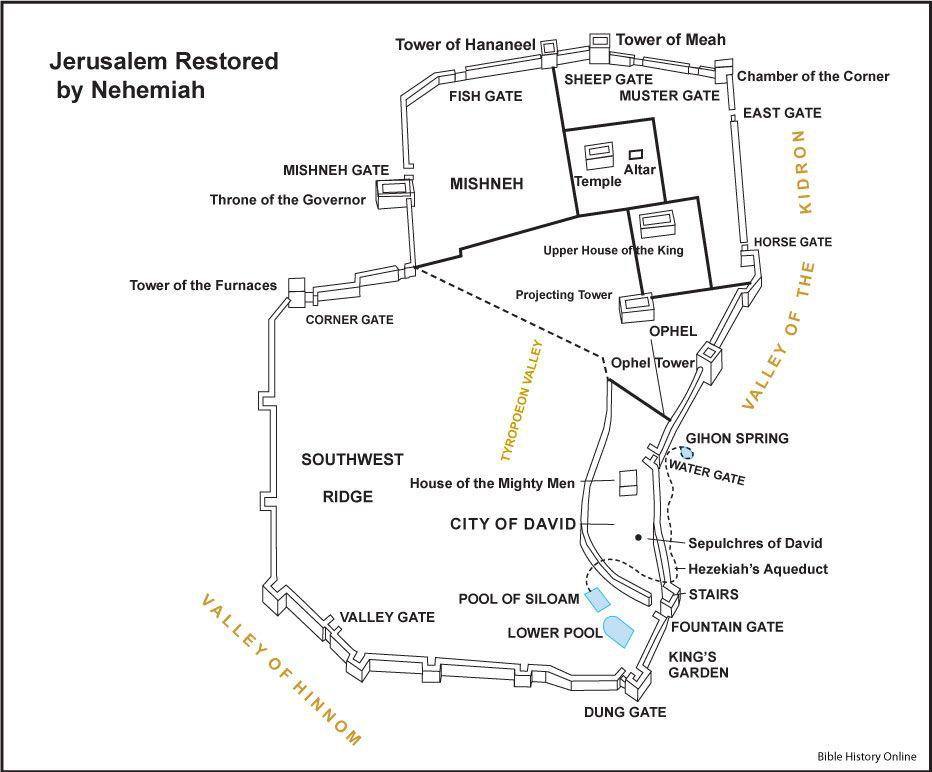 Jerusalem Restored
by Nehemiah
Tower of Hananeel
Tower of Meah
SHEEP GATE
Chamber of the Corner
FISH GATE
MUSTER GATE
EAST GATE
MISHNEH GATE
MISHNEH
Temple
Altar
Throne of the Governor
VALLEY OF THE KIDRON
Upper House of the King
HORSE GATE
Tower of the Furnaces
Projecting Tower
CORNER GATE
OPHEL
Ophel Tower
TYROPOEON VALLEY
GIHON SPRING
SOUTHWEST
RIDGE
WATER GATE
House of the Mighty Men
CITY OF DAVID
Sepulchres of David
Hezekiah's Aqueduct
POOL OF SILOAM
STAIRS
VALLEY GATE
LOWER POOL
FOUNTAIN GATE
VALLEY OF HINNOM
KING'S
GARDEN
DUNG GATE
Bible History Online